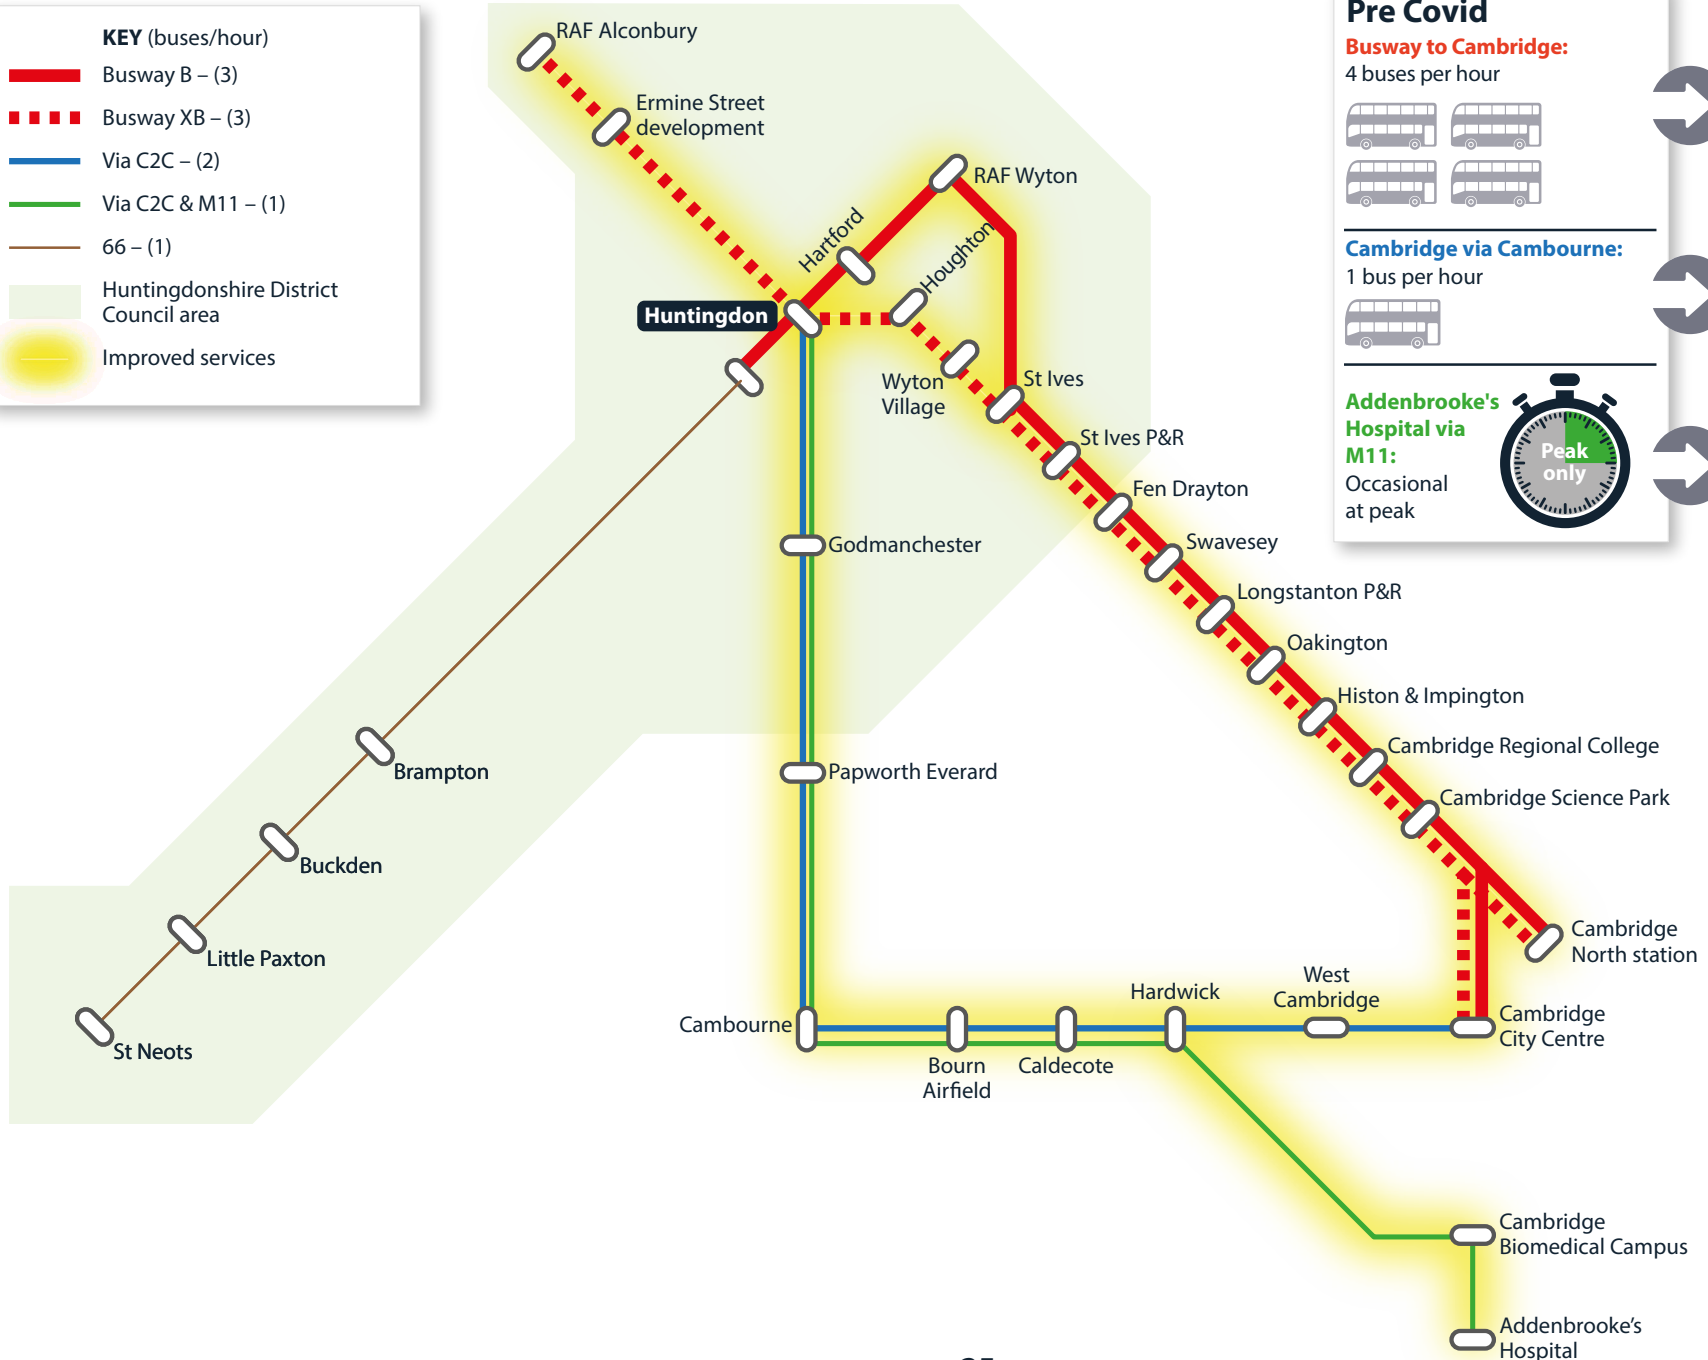 KEY (buses/hour)
Busway B – (3)
Busway XB – (3)
Via C2C – (2)
Via C2C & M11 – (1)
66 – (1)
Huntingdonshire District
Council area
Improved services
RAF Alconbury
Ermine Street
development
RAF Wyton
Hartford
Houghton
Huntingdon
Wyton
Village
St Ives
St Ives P&R
Fen Drayton
Swavesey
Longstanton P&R
Oakington
Histon & Impington
Cambridge Regional College
Cambridge Science Park
Cambridge
North station
Godmanchester
Papworth Everard
Brampton
Buckden
Little Paxton
St Neots
Cambourne
Bourn
Airfield
Caldecote
Hardwick
West
Cambridge
Cambridge
City Centre
Cambridge
Biomedical Campus
Addenbrooke’s
Hospital
Pre Covid
Busway to Cambridge:
4 buses per hour
Cambridge via Cambourne:
1 bus per hour
Addenbrooke's
Hospital via
M11:
Occasional
at peak
Peak
only